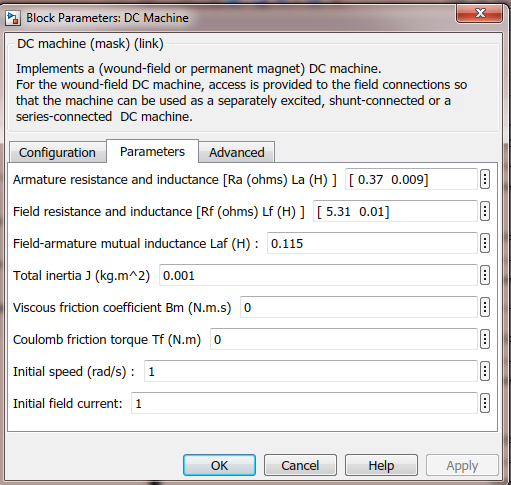 Block Parameters: DC Machine
DC machine (mask) (link)
Implements a (wound-field or permanent magnet) DC machine.
For the wound-field DC machine, access is provided to the field connections so
that the machine can be used as a separately excited, shunt-connected or a
series-connected DC machine.
Configuration Parameters Advanced
Armature resistance and inductance [Ra (ohms) La (H) ] [ 0.37 0.009]
Field resistance and inductance [Rf (ohms) Lf (H) ] [ 5.31 0.01]
Field-armature mutual inductance Laf (H) : 0.115
Total inertia J (kg.m^2) 0.001
Viscous friction coefficient Bm (N.m.s) 0
Coulomb friction torque Tf (N.m) 0
Initial speed (rad/s) : 1
Initial field current: 1
OK Cancel Help Apply